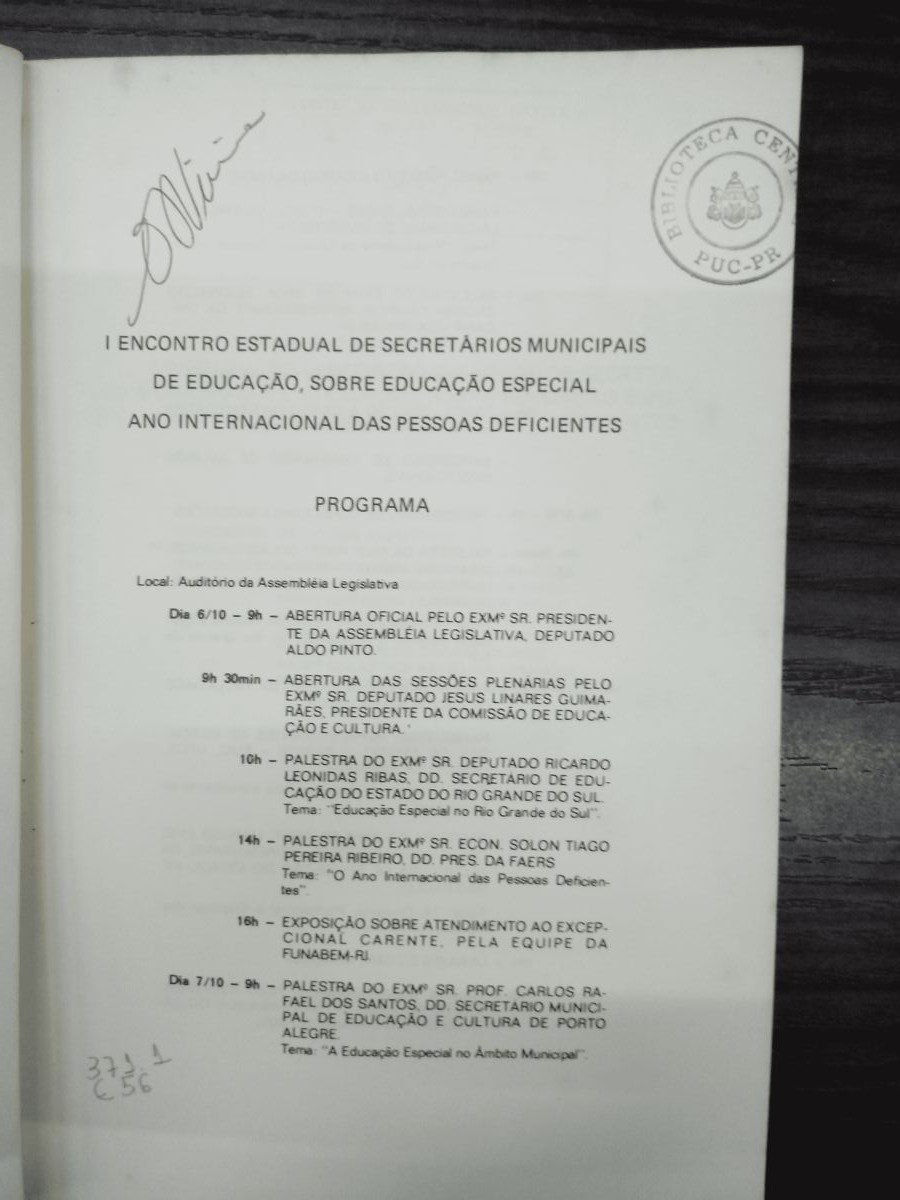 BIBLIOTECA CENT
PUC-PR
I ENCONTRO ESTADUAL DE SECRETÁRIOS MUNICIPAIS
DE EDUCAÇÃO, SOBRE EDUCAÇÃO ESPECIAL
ANO INTERNACIONAL DAS PESSOAS DEFICIENTES
PROGRAMA
Local: Auditório da Assembléia Legislativa
Dia 6/10 – 9h – ABERTURA OFICIAL PELO EXMº SR. PRESIDEN-
TE DA ASSEMBLÉIA LEGISLATIVA, DEPUTADO
ALDO PINTO.
9h 30min – ABERTURA DAS SESSÕES PLENÁRIAS PELO
EXMº SR. DEPUTADO JESUS LINARES GUIMA-
RÃES, PRESIDENTE DA COMISSÃO DE EDUCA-
ÇÃO E CULTURA.
10h – PALESTRA DO EXMº SR. DEPUTADO RICARDO
LEONIDAS RIBAS, DD. SECRETÁRIO DE EDU-
CAÇÃO DO ESTADO DO RIO GRANDE DO SUL.
Tema: "Educação Especial no Rio Grande do Sul".
14h – PALESTRA DO EXMº SR. ECON. SOLON TIAGO
PEREIRA RIBEIRO, DD. PRES. DA FAERS
Tema: "O Ano Internacional das Pessoas Deficien-
tes".
16h – EXPOSIÇÃO SOBRE ATENDIMENTO AO EXCEP-
CIONAL CARENTE, PELA EQUIPE DA
FUNABEM-RJ.
Dia 7/10 – 9h – PALESTRA DO EXMº SR. PROF. CARLOS RA-
FAEL DOS SANTOS, DD. SECRETÁRIO MUNICI-
PAL DE EDUCAÇÃO E CULTURA DE PORTO
ALEGRE.
Tema: "A Educação Especial no Âmbito Municipal".